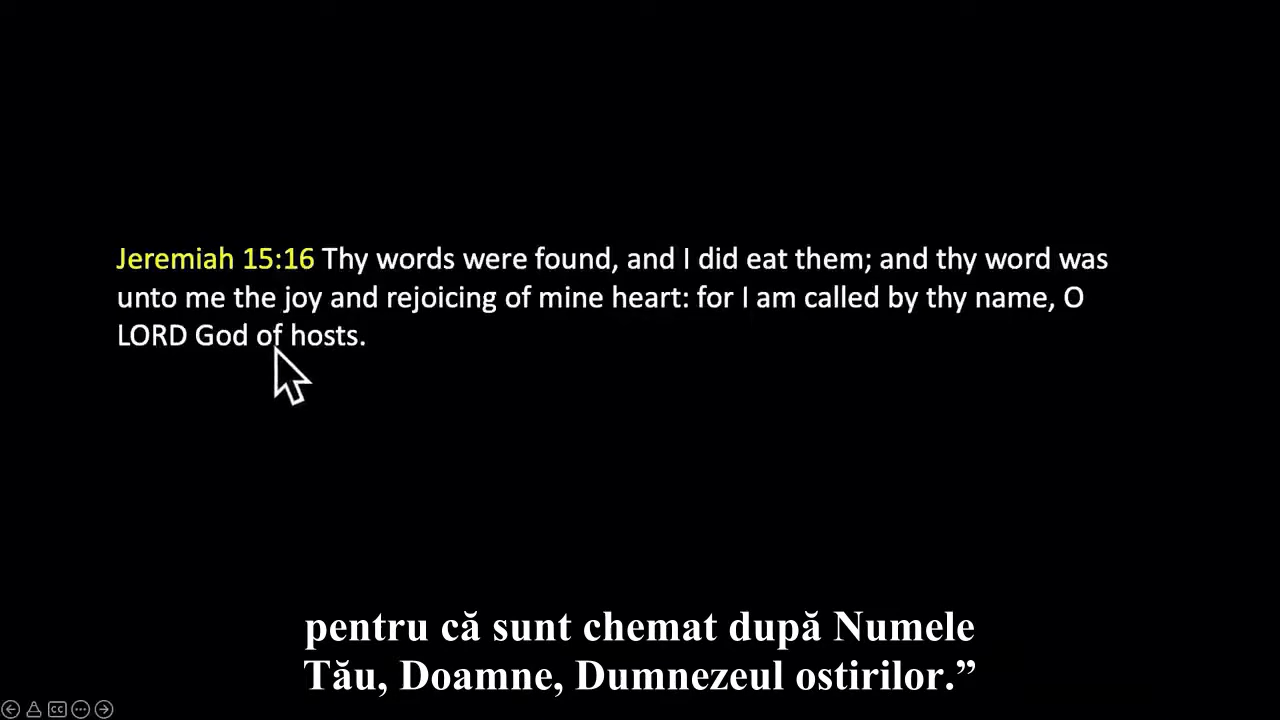 Jeremiah 15:16 Thy words were found, and I did eat them; and thy word was
unto me the joy and rejoicing of mine heart: for I am called by thy name, O
LORD God of hosts.
pentru că sunt chemat după Numele
Tău, Doamne, Dumnezeul ostirilor.”
CC